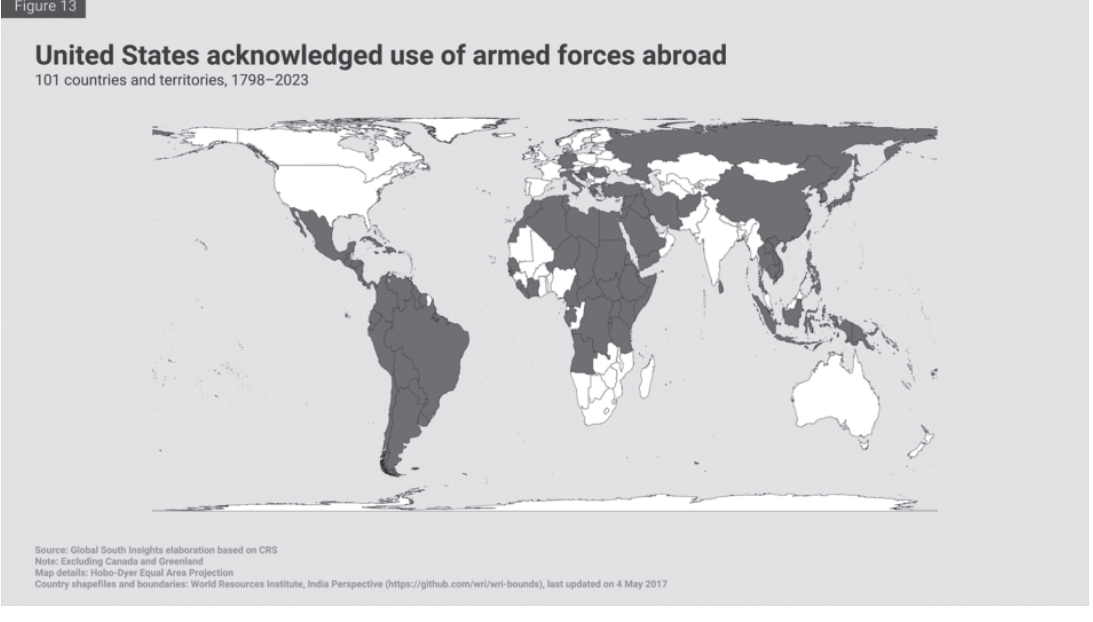 Figure 13
United States acknowledged use of armed forces abroad
101 countries and territories, 1798–2023
Source: Global South Insights elaboration based on CRS
Note: Excluding Canada and Greenland
Map details: Hobo-Dyer Equal Area Projection
Country shapefiles and boundaries: World Resources Institute, India Perspective (https://github.com/wri/wri-bounds), last updated on 4 May 2017